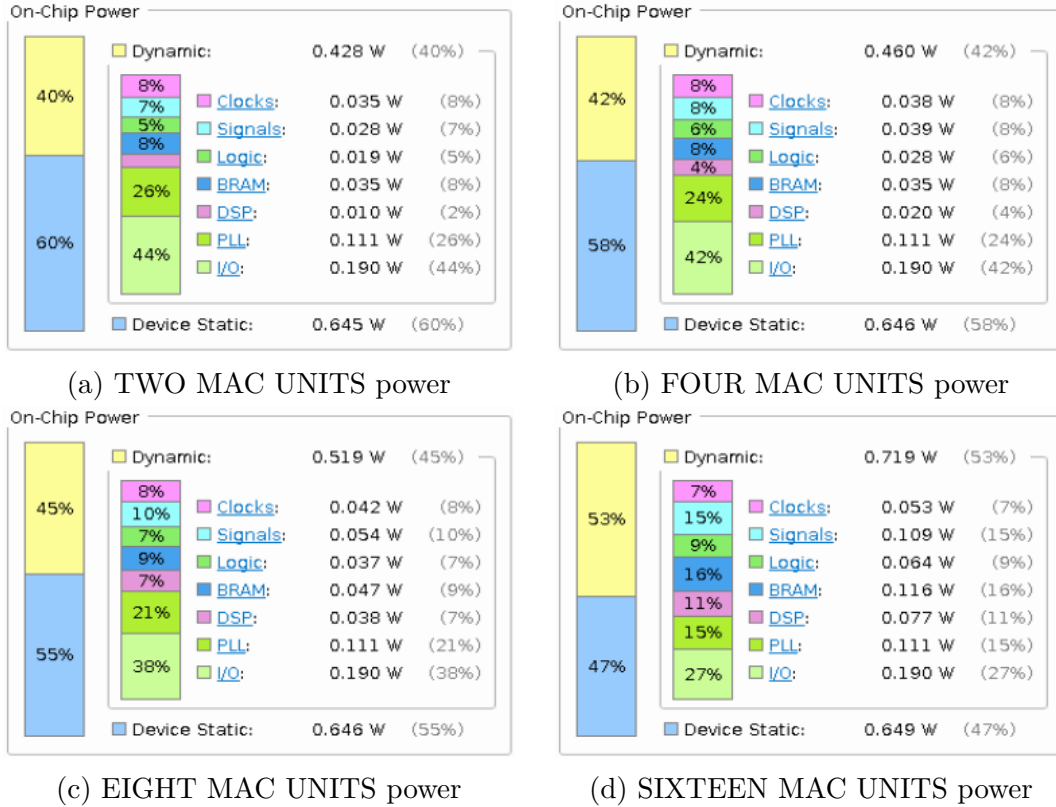 On-Chip Power
Dynamic: 0.428 W (40%)
40%
60%
8%
7%
5%
8%
26%
44%
Clocks: 0.035 W (8%)
Signals: 0.028 W (7%)
Logic: 0.019 W (5%)
BRAM: 0.035 W (8%)
DSP: 0.010 W (2%)
PLL: 0.111 W (26%)
I/O: 0.190 W (44%)
Device Static: 0.645 W (60%)
(a) TWO MAC UNITS power
On-Chip Power
Dynamic: 0.460 W (42%)
42%
58%
8%
8%
6%
8%
4%
24%
42%
Clocks: 0.038 W (8%)
Signals: 0.039 W (8%)
Logic: 0.028 W (6%)
BRAM: 0.035 W (8%)
DSP: 0.020 W (4%)
PLL: 0.111 W (24%)
I/O: 0.190 W (42%)
Device Static: 0.646 W (58%)
(b) FOUR MAC UNITS power
On-Chip Power
Dynamic: 0.519 W (45%)
45%
55%
8%
10%
7%
9%
7%
21%
38%
Clocks: 0.042 W (8%)
Signals: 0.054 W (10%)
Logic: 0.037 W (7%)
BRAM: 0.047 W (9%)
DSP: 0.038 W (7%)
PLL: 0.111 W (21%)
I/O: 0.190 W (38%)
Device Static: 0.646 W (55%)
(c) EIGHT MAC UNITS power
On-Chip Power
Dynamic: 0.719 W (53%)
53%
47%
7%
15%
9%
16%
11%
15%
27%
Clocks: 0.053 W (7%)
Signals: 0.109 W (15%)
Logic: 0.064 W (9%)
BRAM: 0.116 W (16%)
DSP: 0.077 W (11%)
PLL: 0.111 W (15%)
I/O: 0.190 W (27%)
Device Static: 0.649 W (47%)
(d) SIXTEEN MAC UNITS power